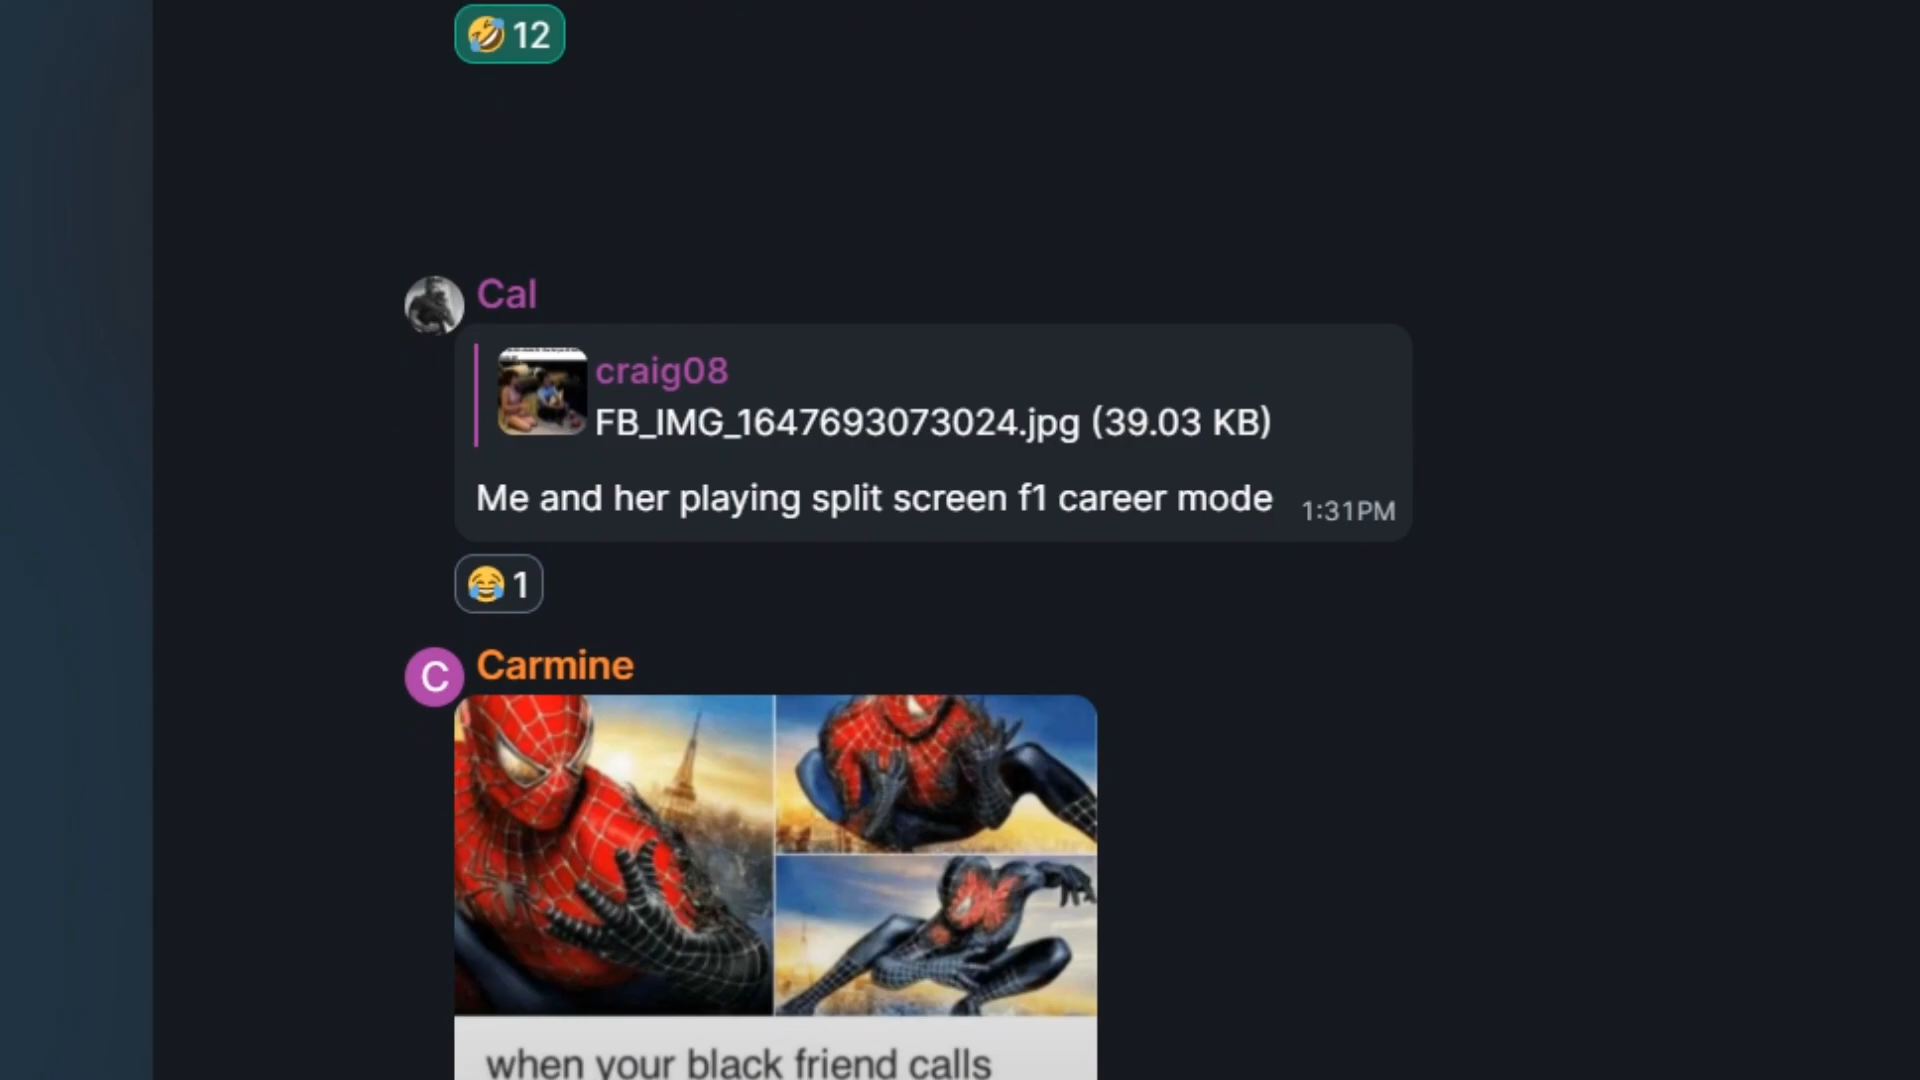 12
Cal
craig08
FB_IMG_1647693073024.jpg (39.03 KB)
Me and her playing split screen f1 career mode 1:31PM
1
C Carmine
when your black friend calls